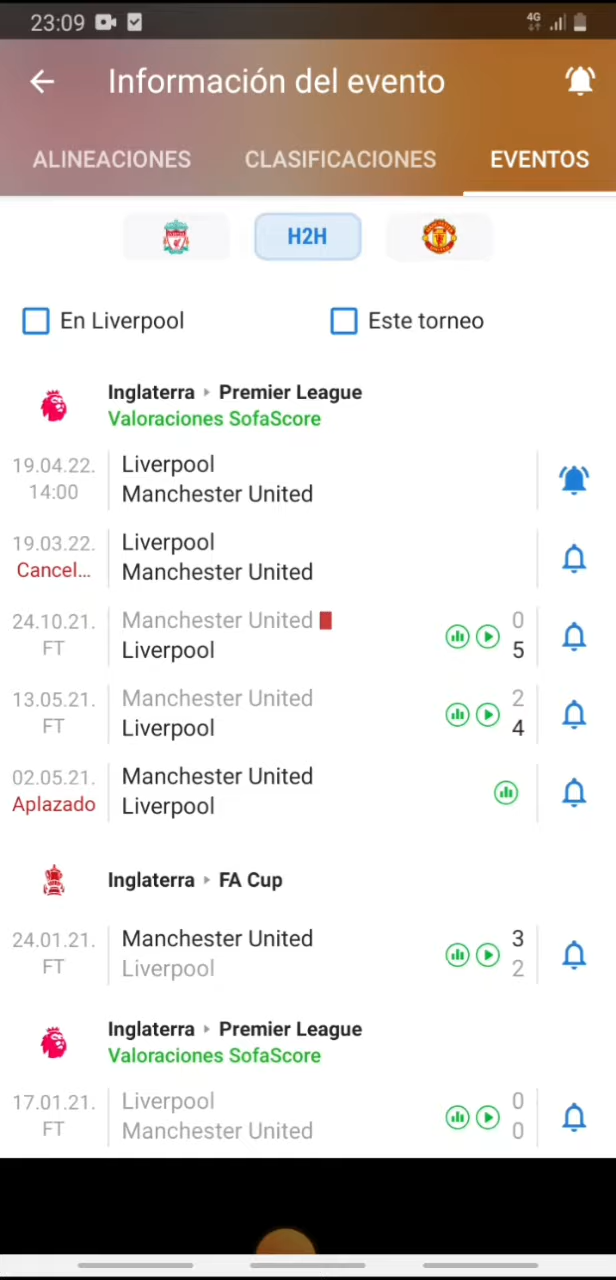 23:09
4G
Información del evento
ALINEACIONES
CLASIFICACIONES
EVENTOS
H2H
En Liverpool
Este torneo
Inglaterra Premier League
Valoraciones SofaScore
19.04.22.
14:00
Liverpool
Manchester United
19.03.22.
Cancel...
Liverpool
Manchester United
24.10.21.
FT
Manchester United 0
Liverpool 5
13.05.21.
FT
Manchester United 2
Liverpool 4
02.05.21.
Aplazado
Manchester United
Liverpool
Inglaterra FA Cup
24.01.21.
FT
Manchester United 3
Liverpool 2
Inglaterra Premier League
Valoraciones SofaScore
17.01.21.
FT
Liverpool 0
Manchester United 0